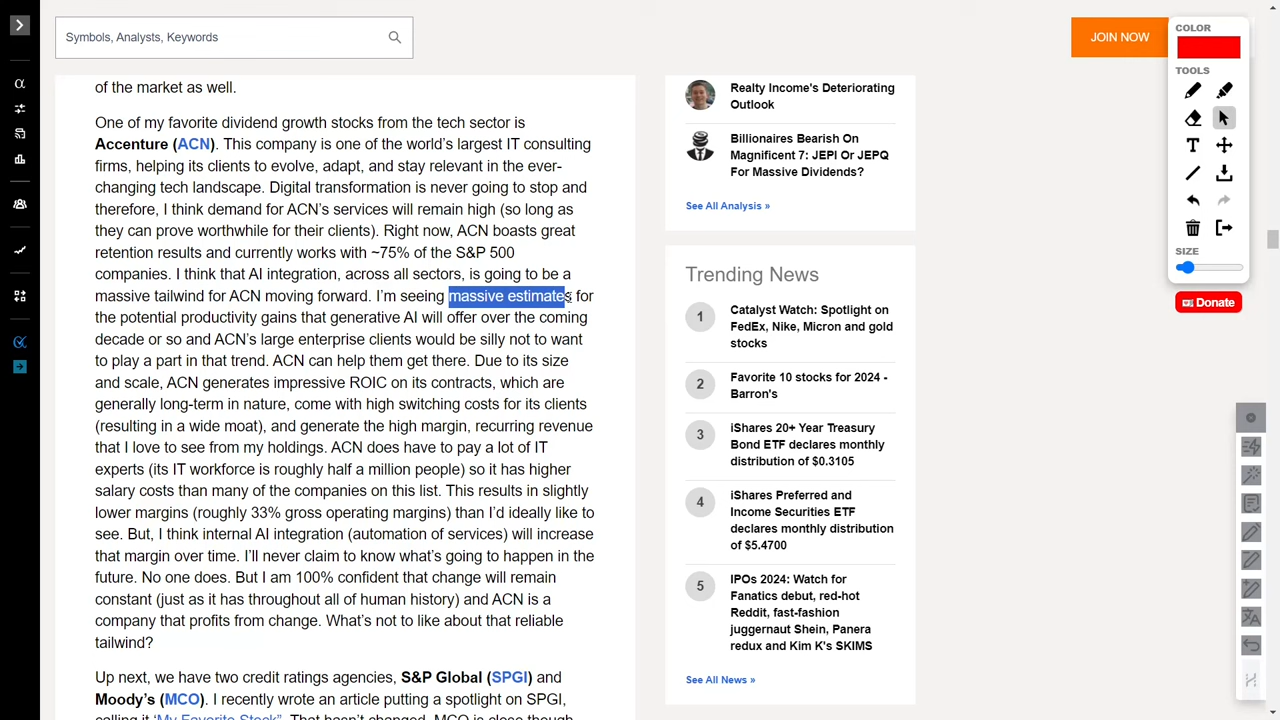 Symbols, Analysts, Keywords
JOIN NOW
of the market as well.
One of my favorite dividend growth stocks from the tech sector is
Accenture (ACN). This company is one of the world's largest IT consulting
firms, helping its clients to evolve, adapt, and stay relevant in the ever-
changing tech landscape. Digital transformation is never going to stop and
therefore, I think demand for ACN's services will remain high (so long as
they can prove worthwhile for their clients). Right now, ACN boasts great
retention results and currently works with ~75% of the S&P 500
companies. I think that AI integration, across all sectors, is going to be a
massive tailwind for ACN moving forward. I'm seeing massive estimates for
the potential productivity gains that generative AI will offer over the coming
decade or so and ACN's large enterprise clients would be silly not to want
to play a part in that trend. ACN can help them get there. Due to its size
and scale, ACN generates impressive ROIC on its contracts, which are
generally long-term in nature, come with high switching costs for its clients
(resulting in a wide moat), and generate the high margin, recurring revenue
that I love to see from my holdings. ACN does have to pay a lot of IT
experts (its IT workforce is roughly half a million people) so it has higher
salary costs than many of the companies on this list. This results in slightly
lower margins (roughly 33% gross operating margins) than I'd ideally like to
see. But, I think internal AI integration (automation of services) will increase
that margin over time. I'll never claim to know what's going to happen in the
future. No one does. But I am 100% confident that change will remain
constant (just as it has throughout all of human history) and ACN is a
company that profits from change. What's not to like about that reliable
tailwind?
Up next, we have two credit ratings agencies, S&P Global (SPGI) and
Moody's (MCO). I recently wrote an article putting a spotlight on SPGI,
calling it 'My Favorite Stock". That hasn't changed. MCO is close though
Realty Income's Deteriorating
Outlook
Billionaires Bearish On
Magnificent 7: JEPI Or JEPQ
For Massive Dividends?
See All Analysis »
Trending News
1
Catalyst Watch: Spotlight on
FedEx, Nike, Micron and gold
stocks
2
Favorite 10 stocks for 2024 -
Barron's
3
iShares 20+ Year Treasury
Bond ETF declares monthly
distribution of $0.3105
4
iShares Preferred and
Income Securities ETF
declares monthly distribution
of $5.4700
5
IPOs 2024: Watch for
Fanatics debut, red-hot
Reddit, fast-fashion
juggernaut Shein, Panera
redux and Kim K's SKIMS
See All News »
COLOR
TOOLS
T
SIZE
Donate